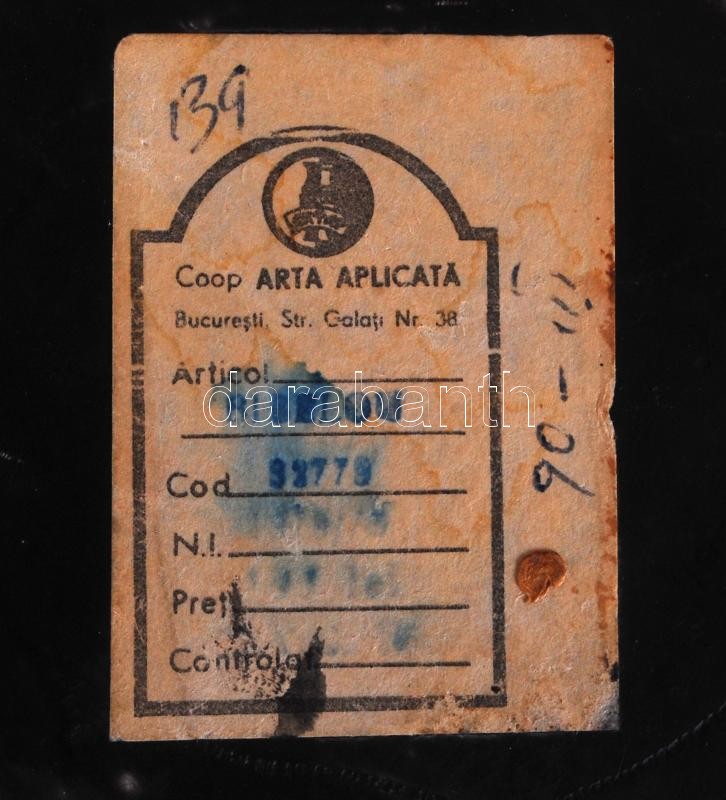 139
Coop ARTA APLICATĂ
București, Str. Galați Nr. 38
Articol
darabanth
Cod 93779
N.I.
Preț
Controlat
90-